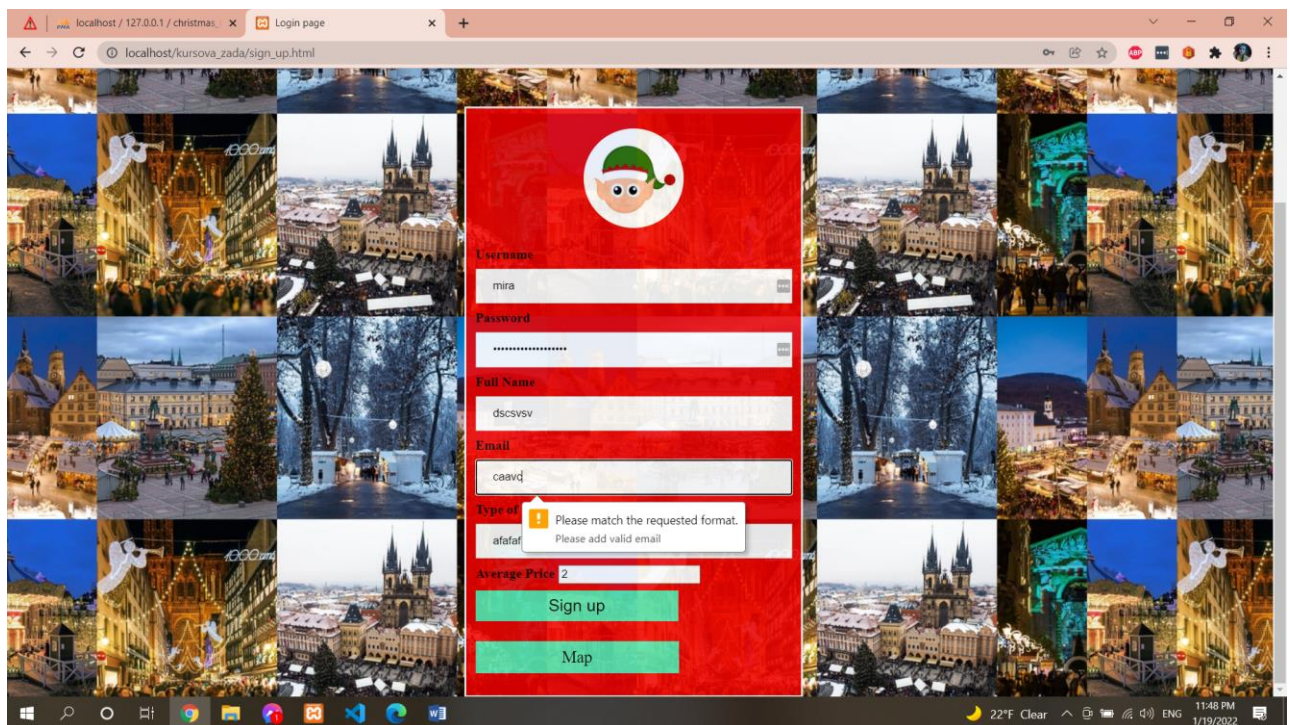 localhost / 127.0.0.1 / christmas_
Login page
localhost/kursova_zada/sign_up.html
Username
mira
Password
Full Name
dscsvsv
Email
caavc
Please match the requested format.
Please add valid email
Type of
afafaf
Average Price 2
Sign up
Map
22°F Clear
ENG
11:48 PM
1/19/2022